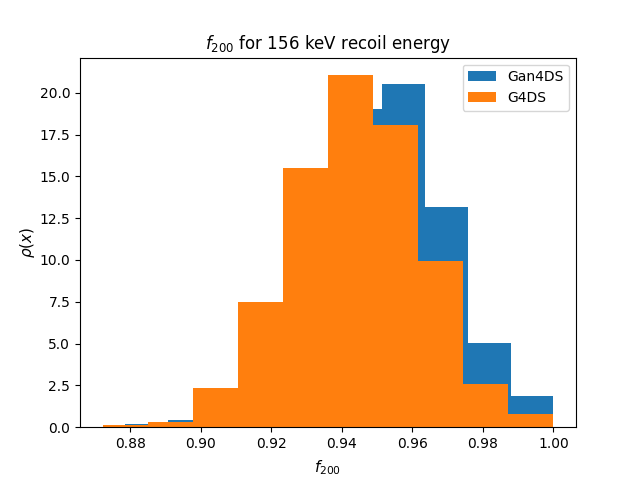 f₂₀₀ for 156 keV recoil energy
Gan4DS
G4DS
20.0
17.5
15.0
12.5
10.0
7.5
5.0
2.5
0.0
ρ(x)
0.88 0.90 0.92 0.94 0.96 0.98 1.00
f₂₀₀